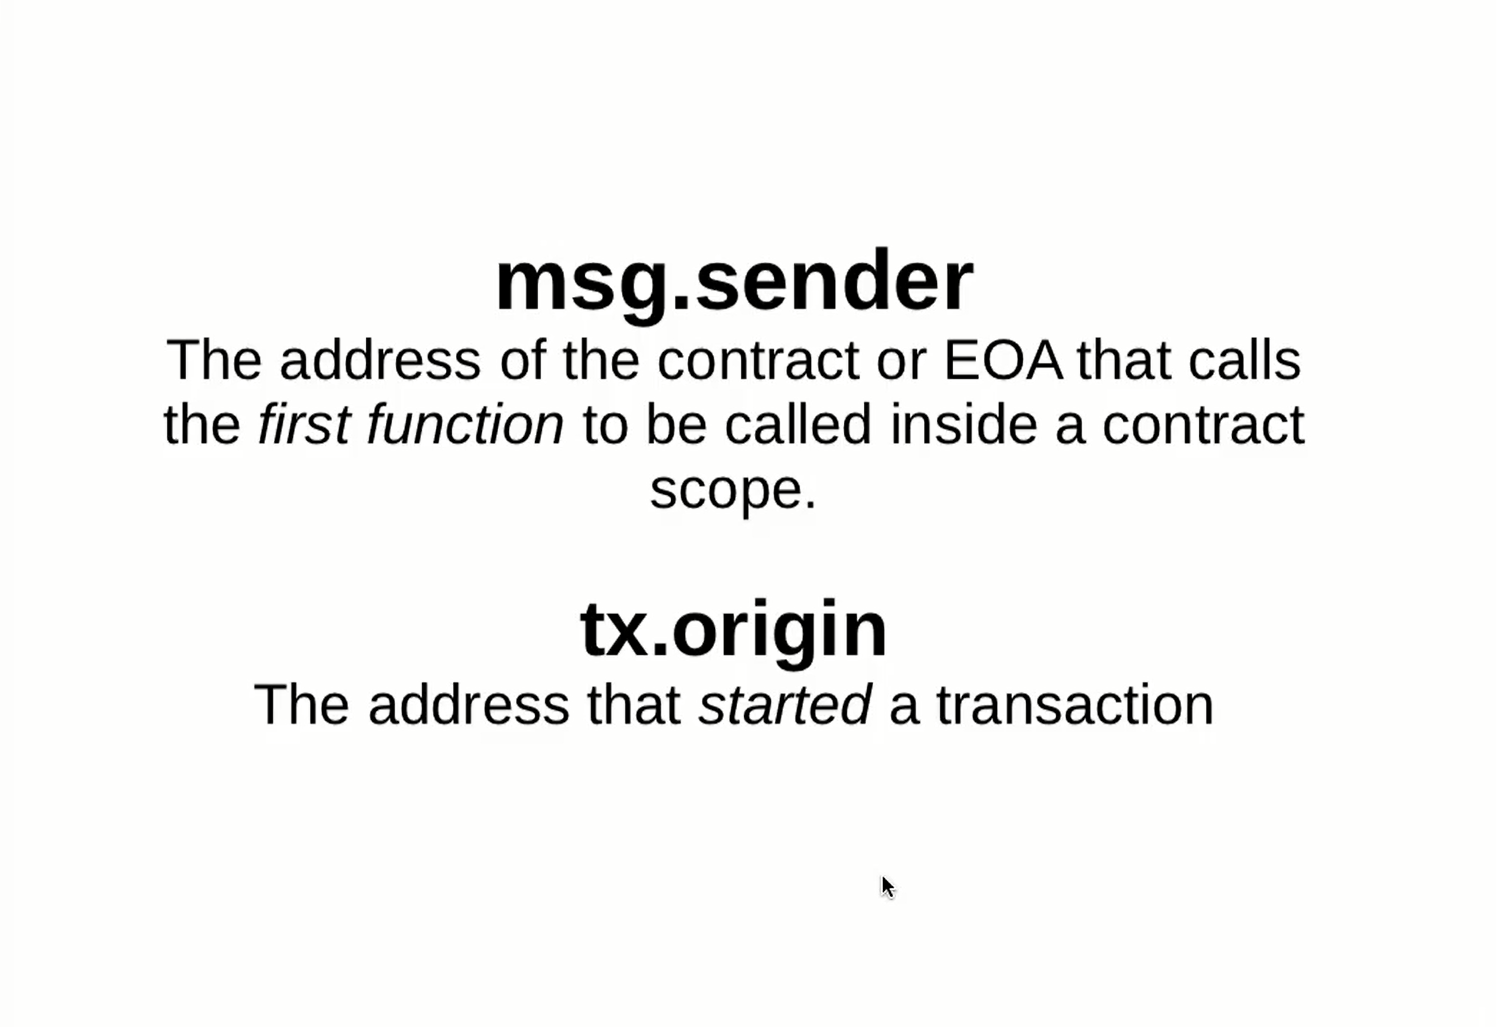 msg.sender
The address of the contract or EOA that calls
the first function to be called inside a contract
scope.
tx.origin
The address that started a transaction